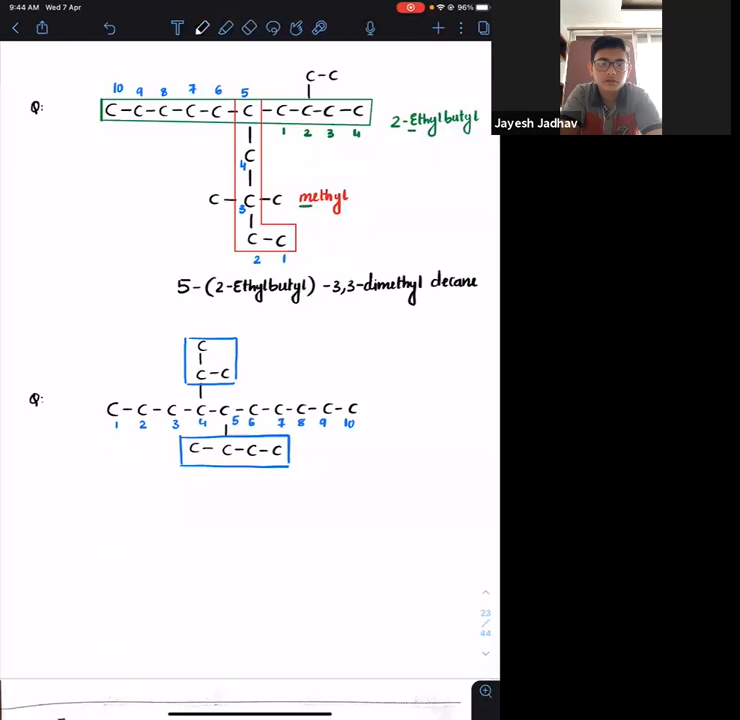 9:44 AM Wed 7 Apr
96%
T
C-C
10 9 8 7 6 5
Q: C-C-C-C-C-C-C-C-C-C
1 2 3 4
2-Ethylbutyl
C
4
C-C-C methyl
3
C-C
2 1
5-(2-Ethylbutyl)-3,3-dimethyl decane
C
C-C
Q: C-C-C-C-C-C-C-C-C-C
1 2 3 4 5 6 7 8 9 10
C-C-C-C
23
/
44
Jayesh Jadhav